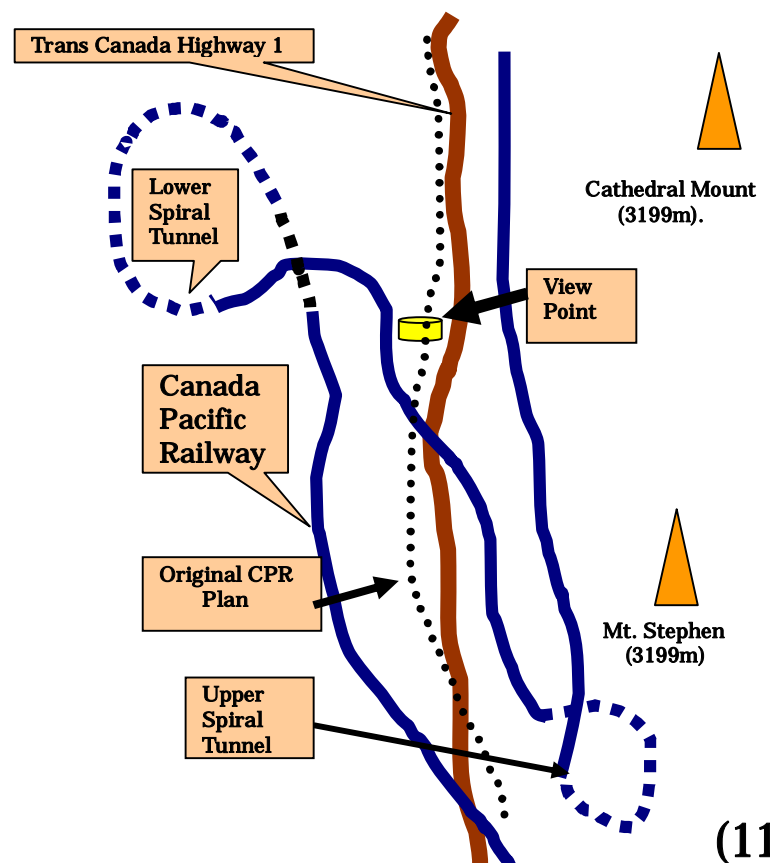 Trans Canada Highway 1
Cathedral Mount
(3199m).
Lower
Spiral
Tunnel
View
Point
Canada
Pacific
Railway
Original CPR
Plan
Mt. Stephen
(3199m)
Upper
Spiral
Tunnel
(11